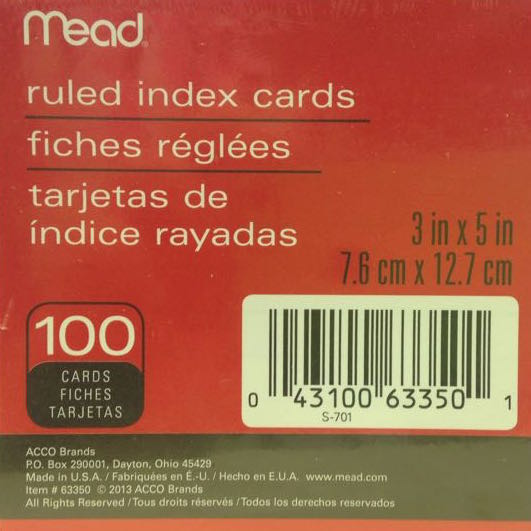 Mead
ruled index cards
fiches réglées
tarjetas de
índice rayadas
3 in x 5 in
7.6 cm x 12.7 cm
100
CARDS
FICHES
TARJETAS
0 43100 63350 1
S-701
ACCO Brands
P.O. Box 290001, Dayton, Ohio 45429
Made in U.S.A. / Fabriquées en É.-U. / Hecho en E.U.A. www.mead.com
Item # 63350 © 2013 ACCO Brands
All Rights Reserved / Tous droits réservés / Todos los derechos reservados